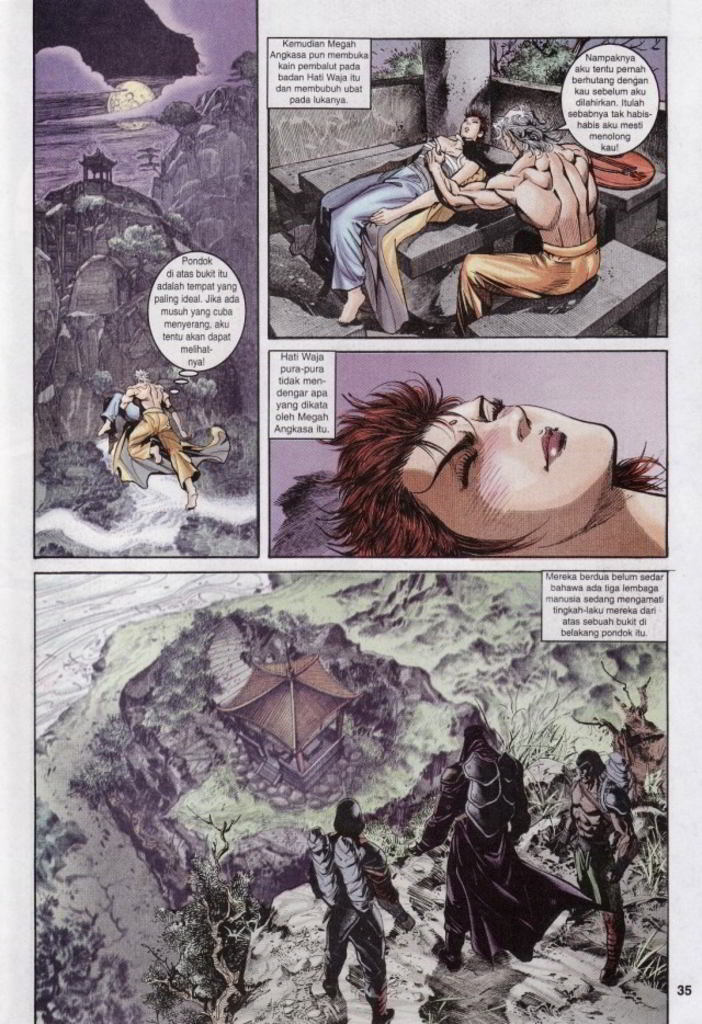 Pondok
di atas bukit itu
adalah tempat yang
paling ideal. Jika ada
musuh yang cuba
menyerang, aku
tentu akan dapat
melihat-
nya!
Kemudian Megah
Angkasa pun membuka
kain pembalut pada
badan Hati Waja itu
dan membubuh ubat
pada lukanya.
Nampaknya
aku tentu pernah
berhutang dengan
kau sebelum aku
dilahirkan. Itulah
sebabnya tak habis-
habis aku mesti
menolong
kau!
Hati Waja
pura-pura
tidak men-
dengar apa
yang dikata
oleh Megah
Angkasa itu.
Mereka berdua belum sedar
bahawa ada tiga lembaga
manusia sedang mengamati
tingkah-laku mereka dari
atas sebuah bukit di
belakang pondok itu.
35